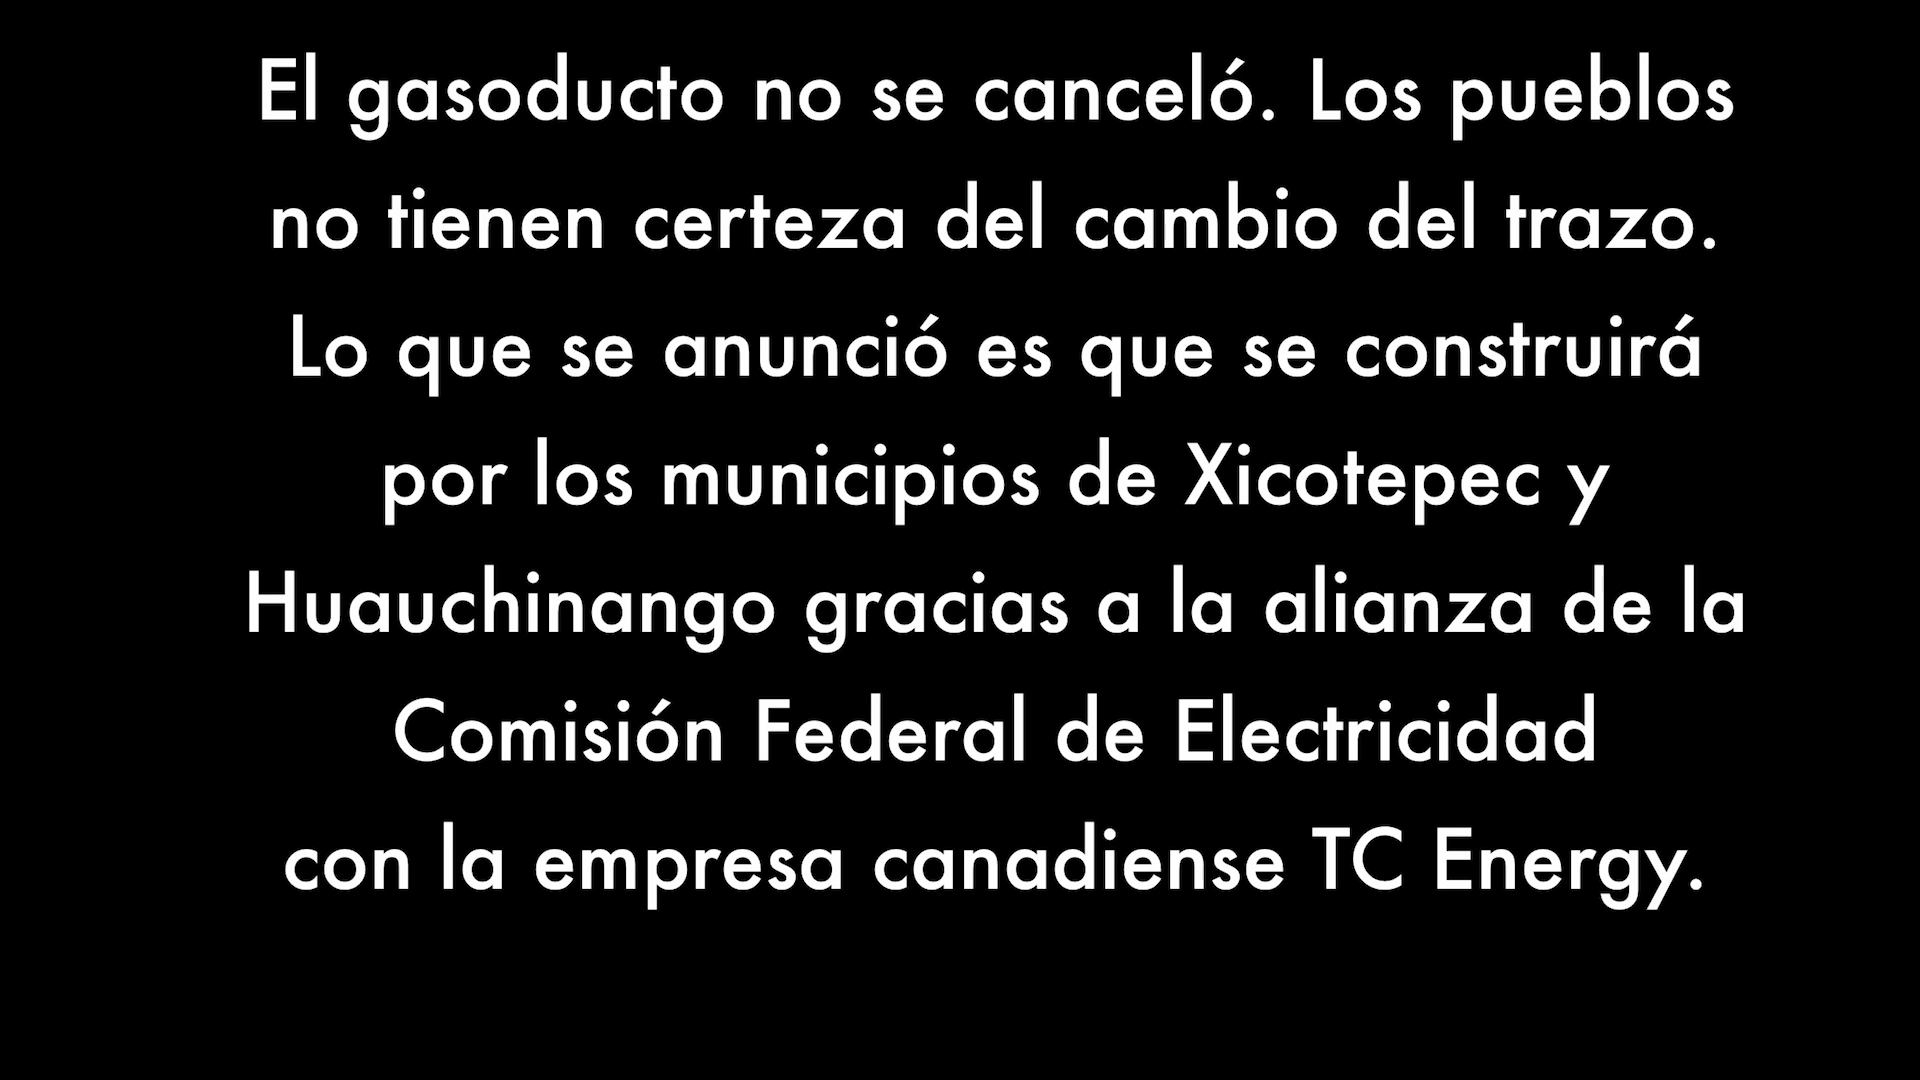 El gasoducto no se canceló. Los pueblos
no tienen certeza del cambio del trazo.
Lo que se anunció es que se construirá
por los municipios de Xicotepec y
Huauchinango gracias a la alianza de la
Comisión Federal de Electricidad
con la empresa canadiense TC Energy.